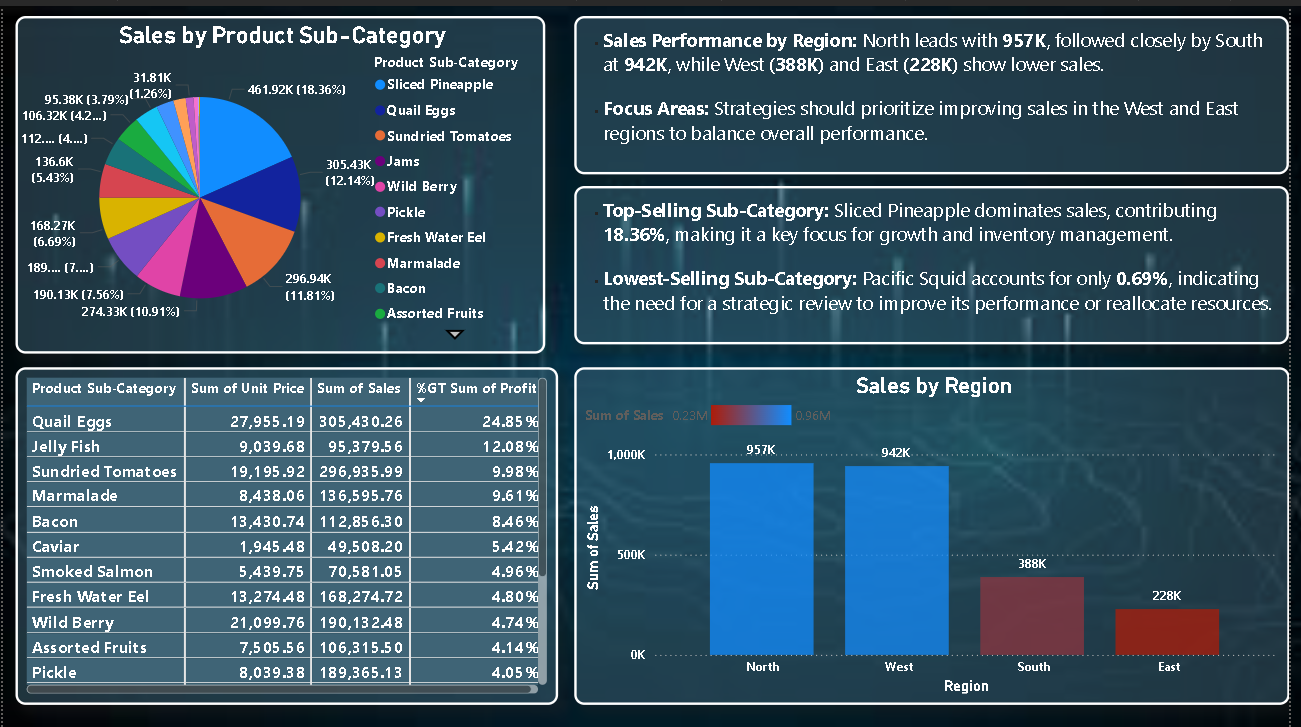 Sales by Product Sub-Category
Product Sub-Category
Sliced Pineapple
Quail Eggs
Sundried Tomatoes
Jams
Wild Berry
Pickle
Fresh Water Eel
Marmalade
Bacon
Assorted Fruits
461.92K (18.36%)
305.43K
(12.14%)
296.94K
(11.81%)
274.33K (10.91%)
190.13K (7.56%)
189.... (7....)
168.27K
(6.69%)
136.6K
(5.43%)
112.... (4....)
106.32K (4.2...)
95.38K (3.79%)
31.81K
(1.26%)
Sales Performance by Region: North leads with 957K, followed closely by South
at 942K, while West (388K) and East (228K) show lower sales.
Focus Areas: Strategies should prioritize improving sales in the West and East
regions to balance overall performance.
Top-Selling Sub-Category: Sliced Pineapple dominates sales, contributing
18.36%, making it a key focus for growth and inventory management.
Lowest-Selling Sub-Category: Pacific Squid accounts for only 0.69%, indicating
the need for a strategic review to improve its performance or reallocate resources.
Product Sub-Category Sum of Unit Price Sum of Sales %GT Sum of Profit
Quail Eggs 27,955.19 305,430.26 24.85%
Jelly Fish 9,039.68 95,379.56 12.08%
Sundried Tomatoes 19,195.92 296,935.99 9.98%
Marmalade 8,438.06 136,595.76 9.61%
Bacon 13,430.74 112,856.30 8.46%
Caviar 1,945.48 49,508.20 5.42%
Smoked Salmon 5,439.75 70,581.05 4.96%
Fresh Water Eel 13,274.48 168,274.72 4.80%
Wild Berry 21,099.76 190,132.48 4.74%
Assorted Fruits 7,505.56 106,315.50 4.14%
Pickle 8,039.38 189,365.13 4.05%
Sales by Region
Sum of Sales 0.23M 0.96M
Sum of Sales
1,000K
500K
0K
957K
942K
388K
228K
North West South East
Region